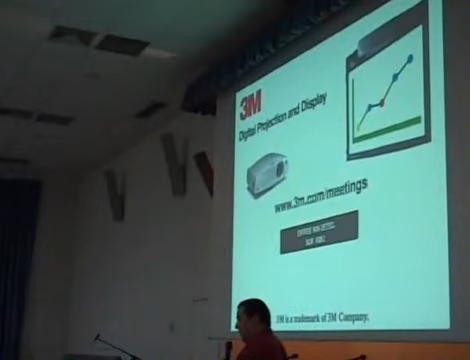 3M
Digital Projection and Display
www.3m.com/meetings
3M is a trademark of 3M Company.